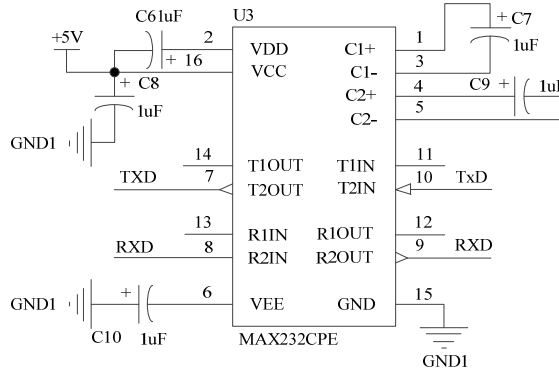 U3
C61uF
C7
+5V
2
VDD
C1+
1
1uF
+
16
VCC
C1-
3
+
C8
C2+
4
C9
+
1uF
1uF
C2-
5
GND1
14
T1OUT
T1IN
11
TXD
7
T2OUT
T2IN
10
TxD
13
R1IN
R1OUT
12
RXD
8
R2IN
R2OUT
9
RXD
GND1
+
6
VEE
GND
15
C10
1uF
MAX232CPE
GND1